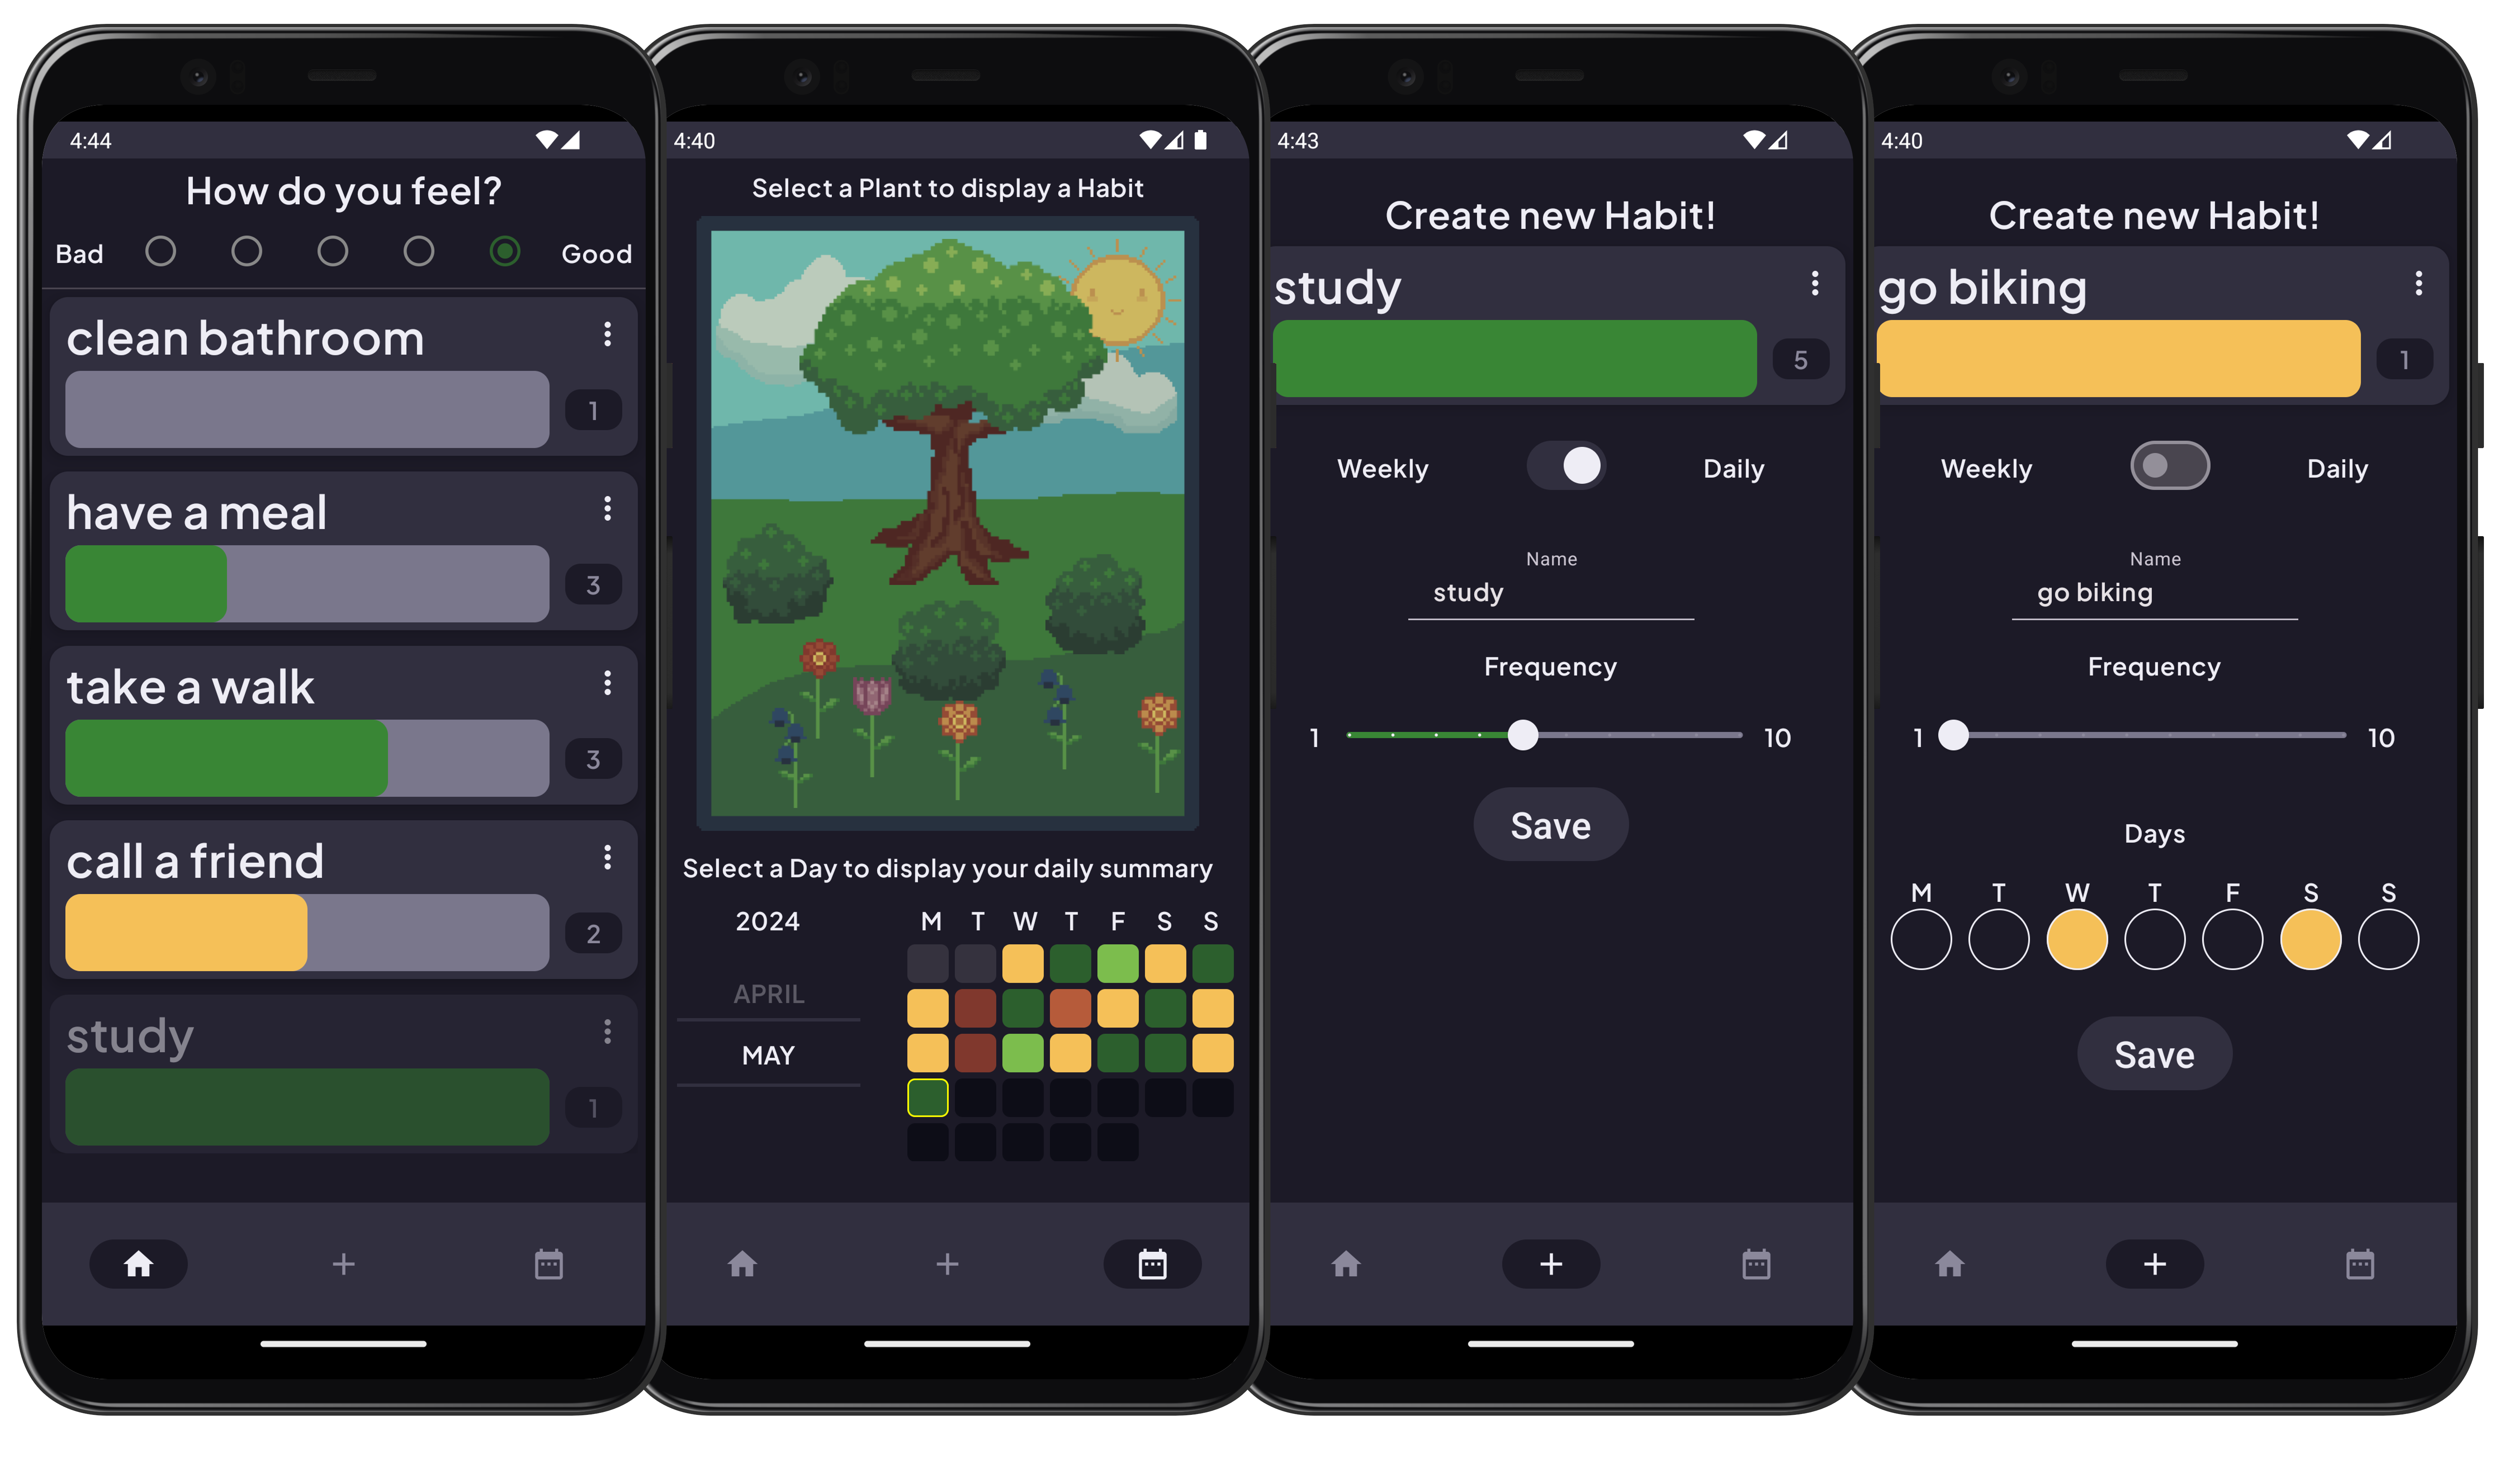 4:44
How do you feel?
Bad Good
clean bathroom
1
have a meal
3
take a walk
3
call a friend
2
study
1
4:40
Select a Plant to display a Habit
Select a Day to display your daily summary
2024 M T W T F S S
APRIL
MAY
4:43
Create new Habit!
study
5
Weekly Daily
Name
study
Frequency
1 10
Save
4:40
Create new Habit!
go biking
1
Weekly Daily
Name
go biking
Frequency
1 10
Days
M T W T F S S
Save